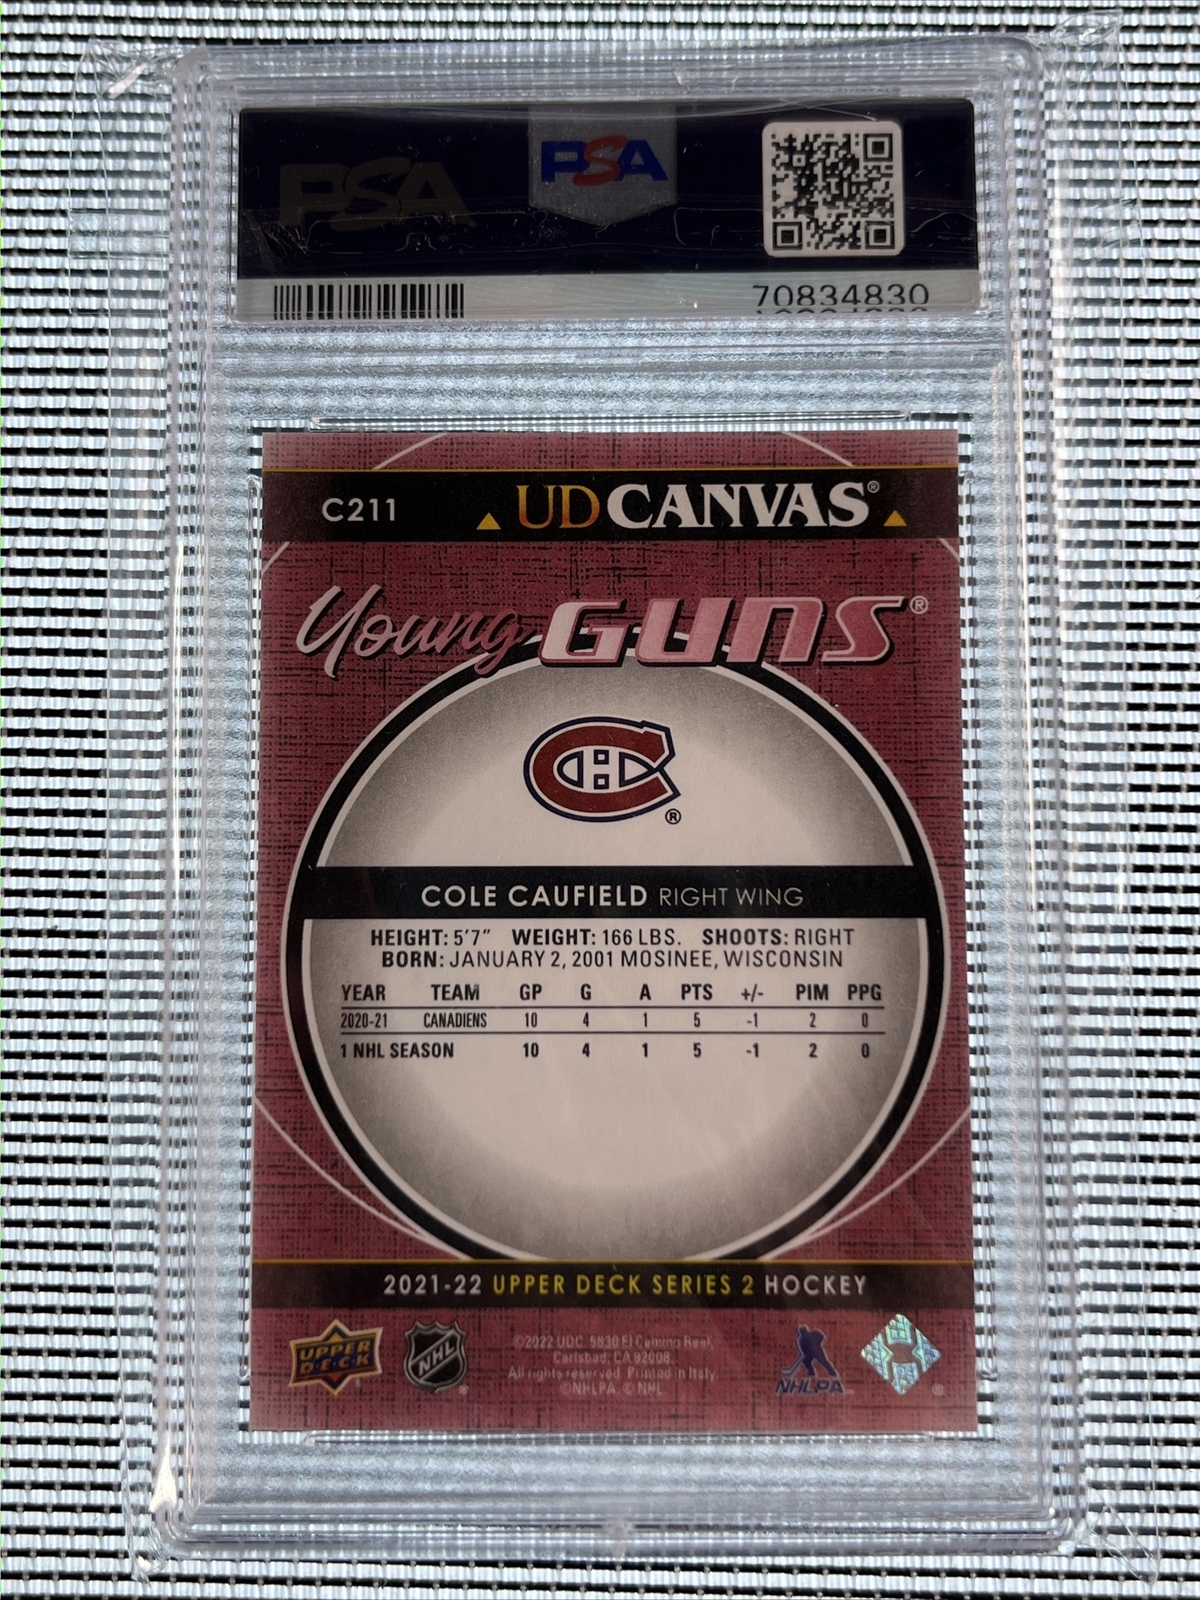 PSA
PSA
70834830
C211
UD CANVAS®
Young GUNS®
®
COLE CAUFIELD RIGHT WING
HEIGHT: 5'7" WEIGHT: 166 LBS. SHOOTS: RIGHT
BORN: JANUARY 2, 2001 MOSINEE, WISCONSIN
YEAR TEAM GP G A PTS +/- PIM PPG
2020-21 CANADIENS 10 4 1 5 -1 2 0
1 NHL SEASON 10 4 1 5 -1 2 0
2021-22 UPPER DECK SERIES 2 HOCKEY
UPPER
DECK
NHL
®
©2022 UDC. 5830 El Camino Real,
Carlsbad, CA 92008.
All rights reserved. Printed in Italy.
©NHLPA. © NHL
NHLPA
®